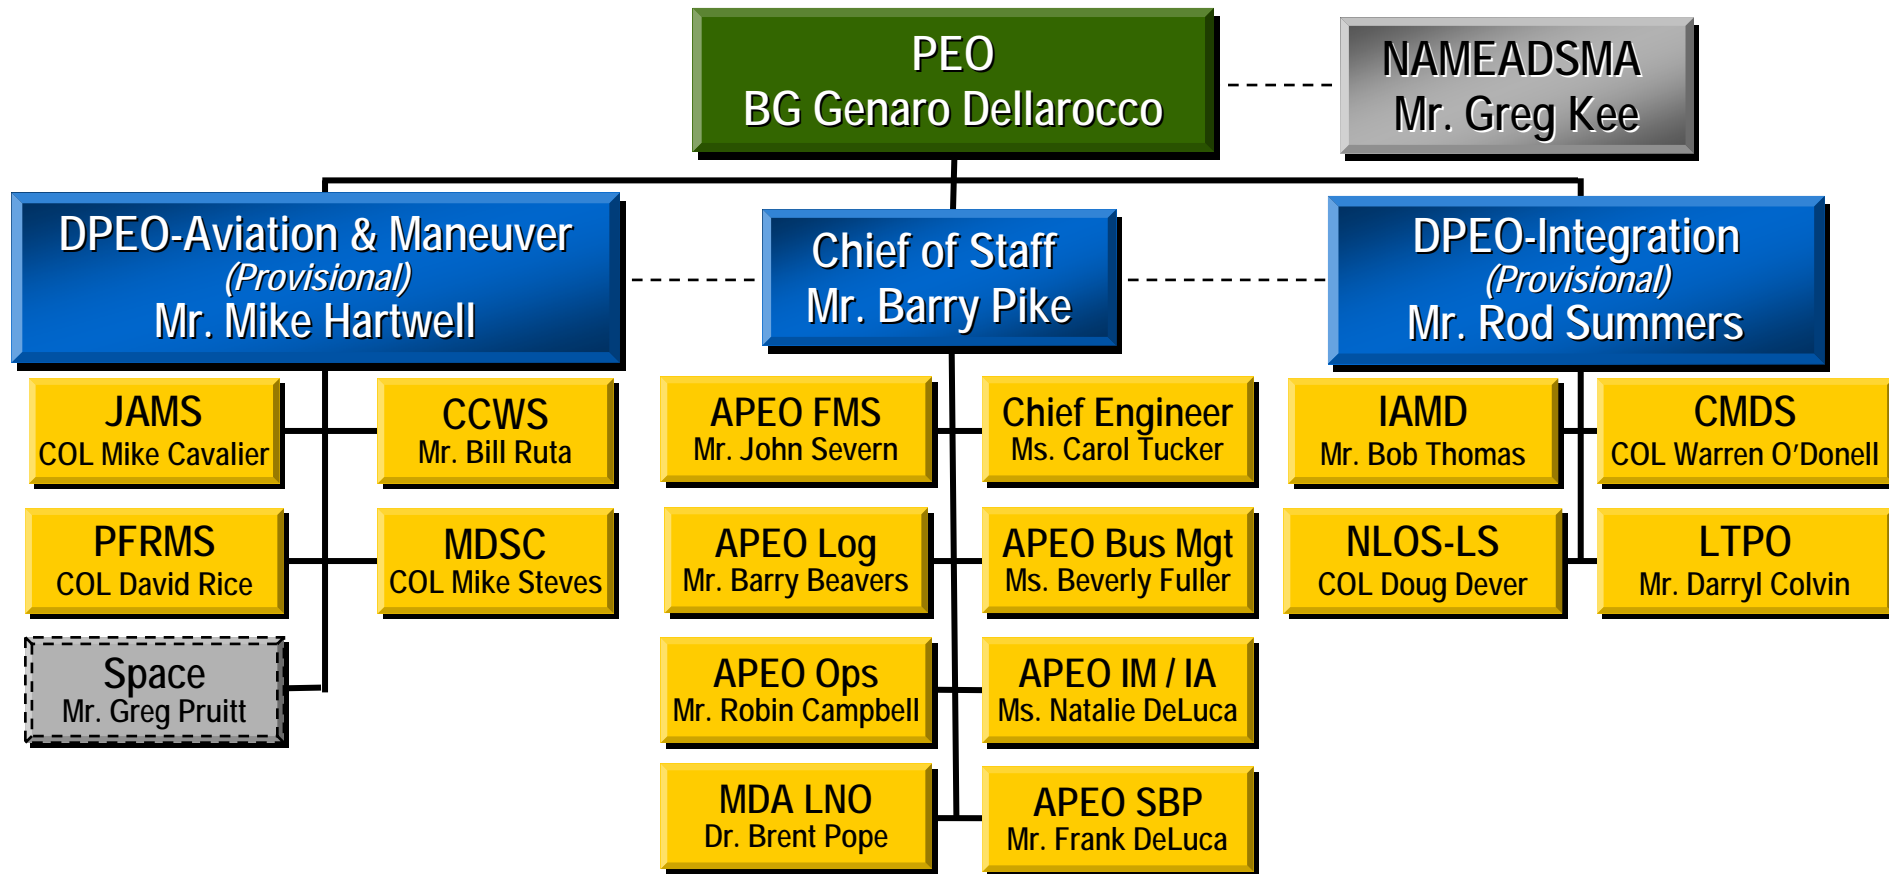 PEO
BG Genaro Dellarocco
NAMEADSMA
Mr. Greg Kee
DPEO-Aviation & Maneuver
(Provisional)
Mr. Mike Hartwell
Chief of Staff
Mr. Barry Pike
DPEO-Integration
(Provisional)
Mr. Rod Summers
JAMS
COL Mike Cavalier
CCWS
Mr. Bill Ruta
PFRMS
COL David Rice
MDSC
COL Mike Steves
Space
Mr. Greg Pruitt
APEO FMS
Mr. John Severn
Chief Engineer
Ms. Carol Tucker
APEO Log
Mr. Barry Beavers
APEO Bus Mgt
Ms. Beverly Fuller
APEO Ops
Mr. Robin Campbell
APEO IM / IA
Ms. Natalie DeLuca
MDA LNO
Dr. Brent Pope
APEO SBP
Mr. Frank DeLuca
IAMD
Mr. Bob Thomas
CMDS
COL Warren O’Donell
NLOS-LS
COL Doug Dever
LTPO
Mr. Darryl Colvin